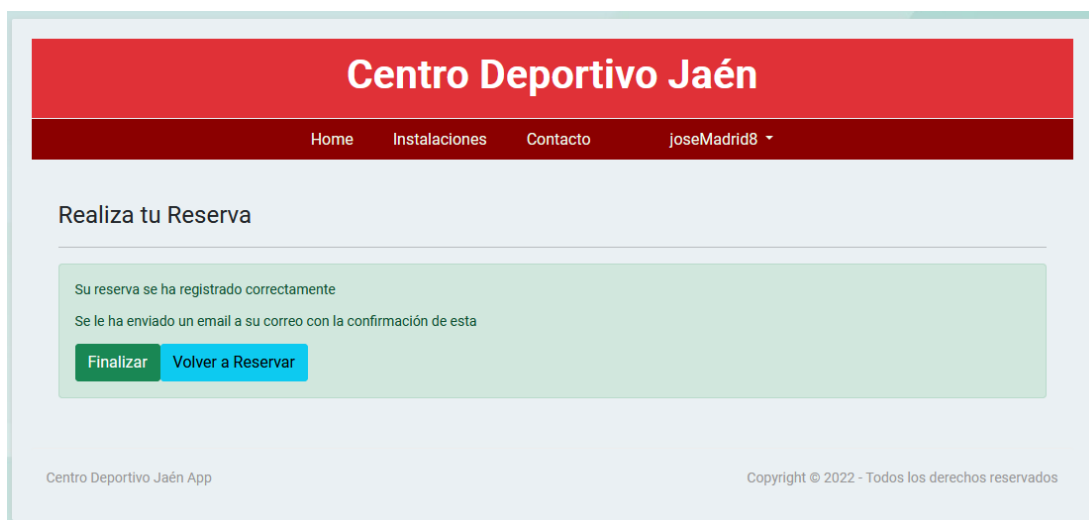 Centro Deportivo Jaén
Home Instalaciones Contacto joseMadrid8
Realiza tu Reserva
Su reserva se ha registrado correctamente
Se le ha enviado un email a su correo con la confirmación de esta
Finalizar Volver a Reservar
Centro Deportivo Jaén App Copyright © 2022 - Todos los derechos reservados